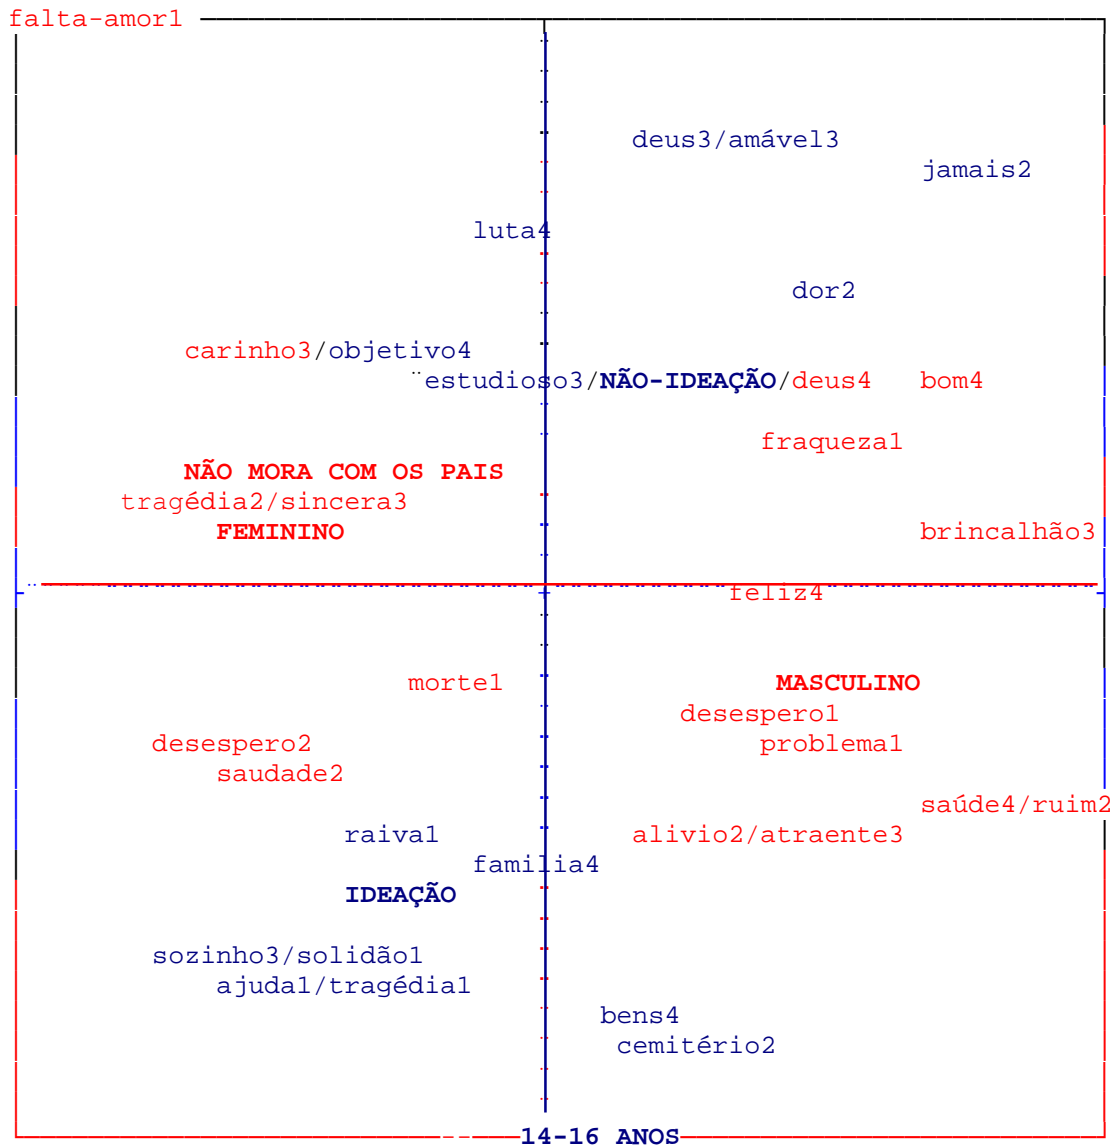 falta-amor1
deus3/amável3
jamais2
luta4
dor2
carinho3/objetivo4
¨estudioso3/NÃO-IDEAÇÃO/deus4 bom4
fraqueza1
NÃO MORA COM OS PAIS
tragédia2/sincera3
FEMININO brincalhão3
feliz4
morte1 MASCULINO
desespero1
desespero2 problema1
saudade2
saúde4/ruim2
raiva1 alivio2/atraente3
familia4
IDEAÇÃO
sozinho3/solidão1
ajuda1/tragédia1
bens4
cemitério2
14-16 ANOS